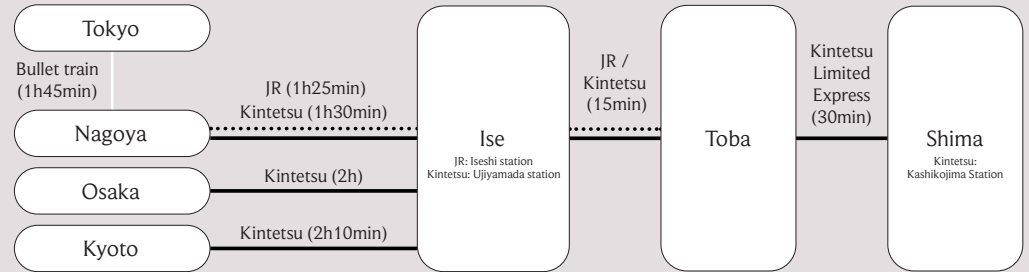 Tokyo
Bullet train
(1h45min)
Nagoya
JR (1h25min)
Kintetsu (1h30min)
Osaka
Kintetsu (2h)
Kyoto
Kintetsu (2h10min)
Ise
JR: Iseshi station
Kintetsu: Ujiyamada station
JR /
Kintetsu
(15min)
Toba
Kintetsu
Limited
Express
(30min)
Shima
Kintetsu:
Kashikojima Station